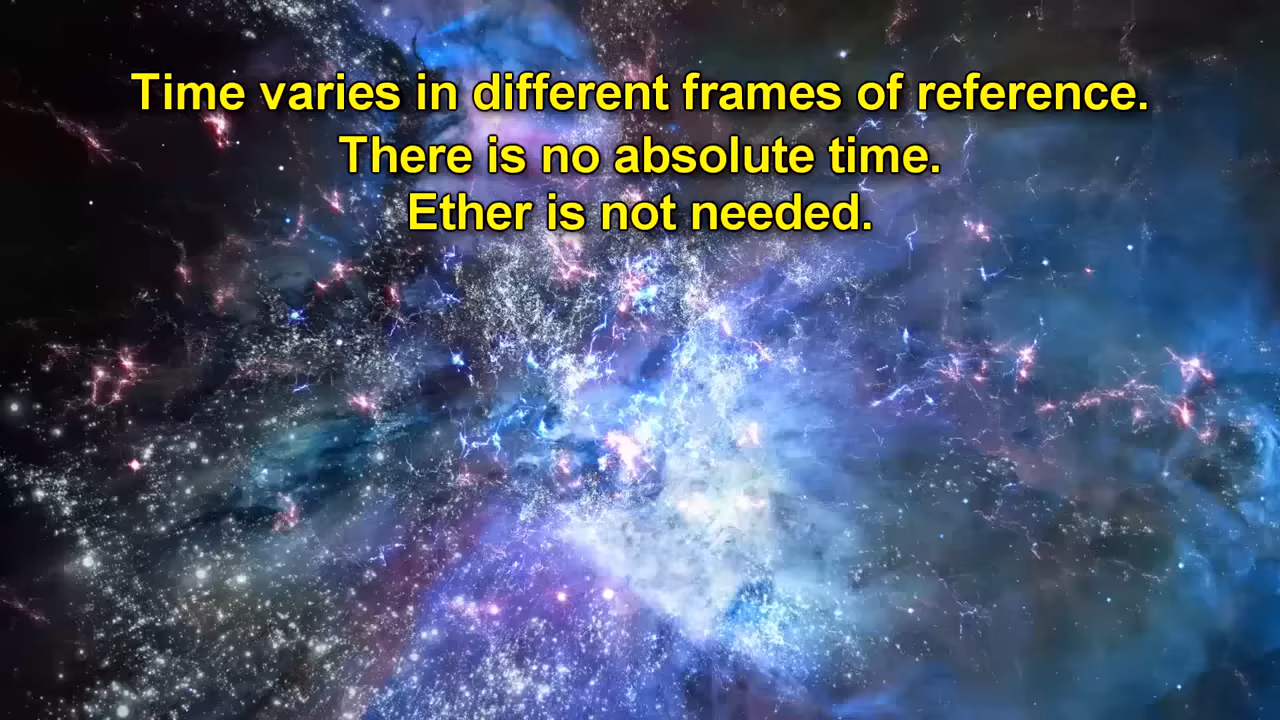 Time varies in different frames of reference.
There is no absolute time.
Ether is not needed.